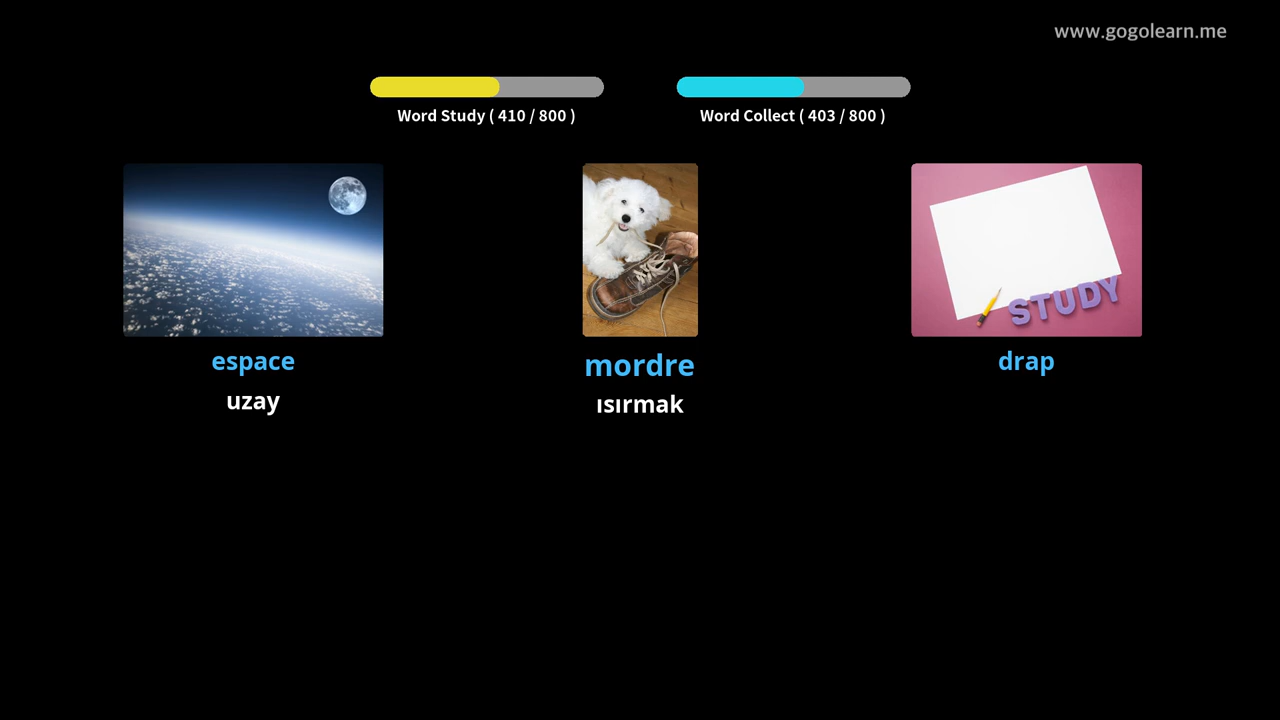 www.gogolearn.me
Word Study ( 410 / 800 )
Word Collect ( 403 / 800 )
STUDY
espace
mordre
drap
uzay
ısırmak